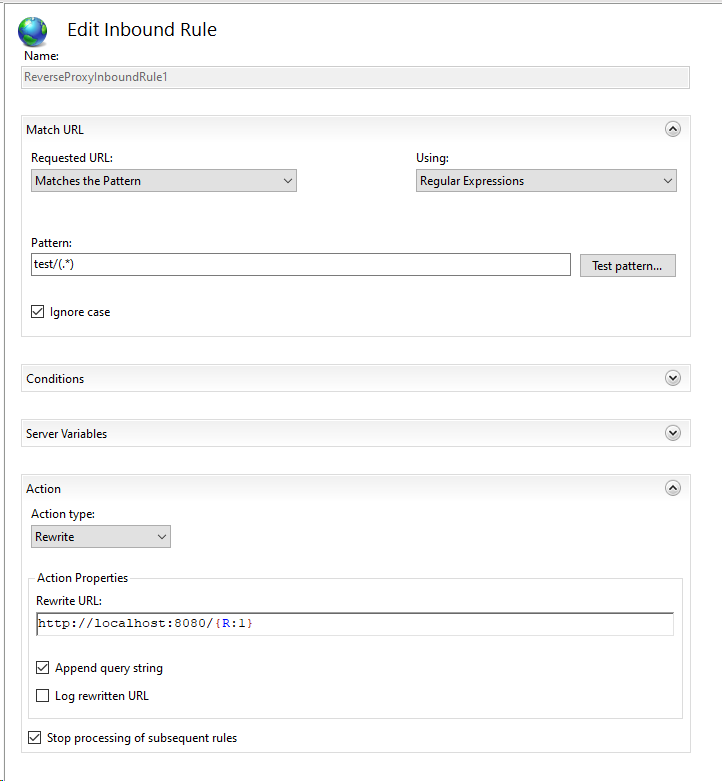 Edit Inbound Rule
Name:
ReverseProxyInboundRule1
Match URL
Requested URL:
Using:
Matches the Pattern
Regular Expressions
Pattern:
test/(.*)
Test pattern...
Ignore case
Conditions
Server Variables
Action
Action type:
Rewrite
Action Properties
Rewrite URL:
http://localhost:8080/{R:1}
Append query string
Log rewritten URL
Stop processing of subsequent rules